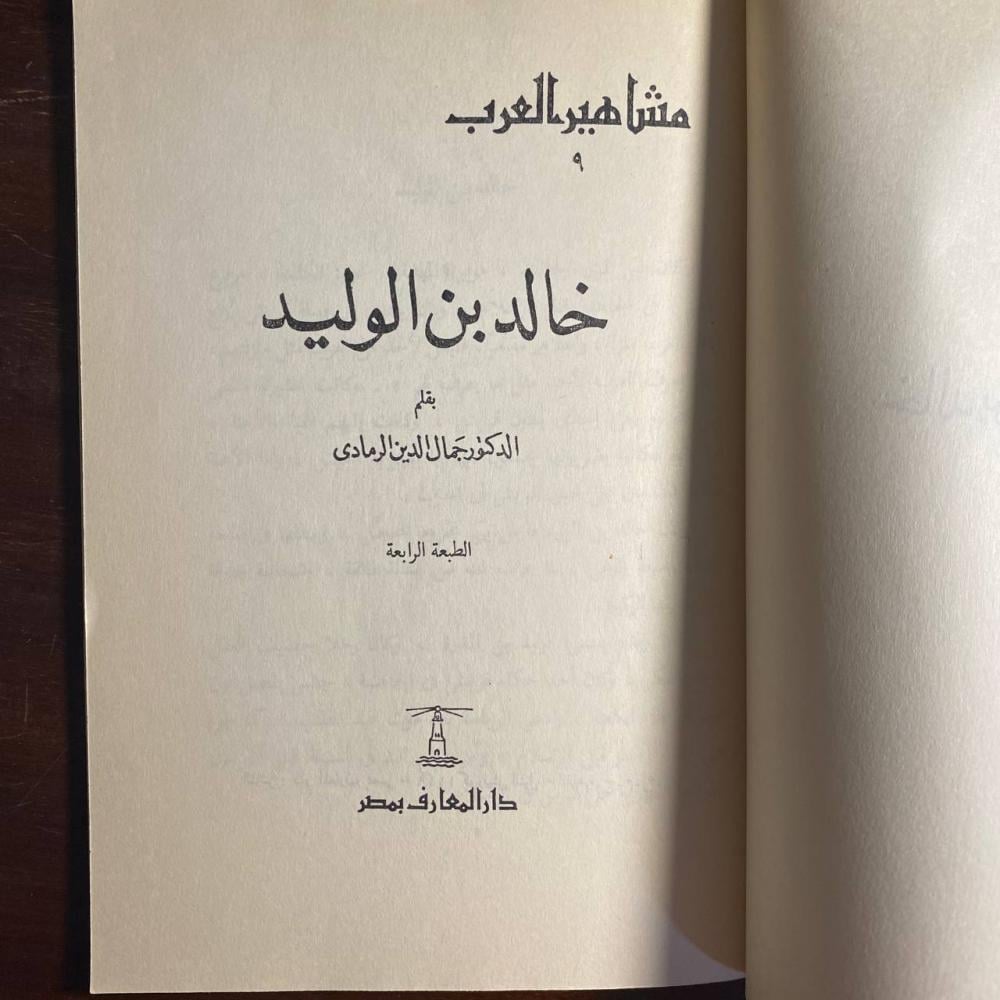 مشاهير العرب
٩
خالد بن الوليد
بقلم
الدكتور جمال الدين الرمادى
الطبعة الرابعة
دار المعارف بمصر